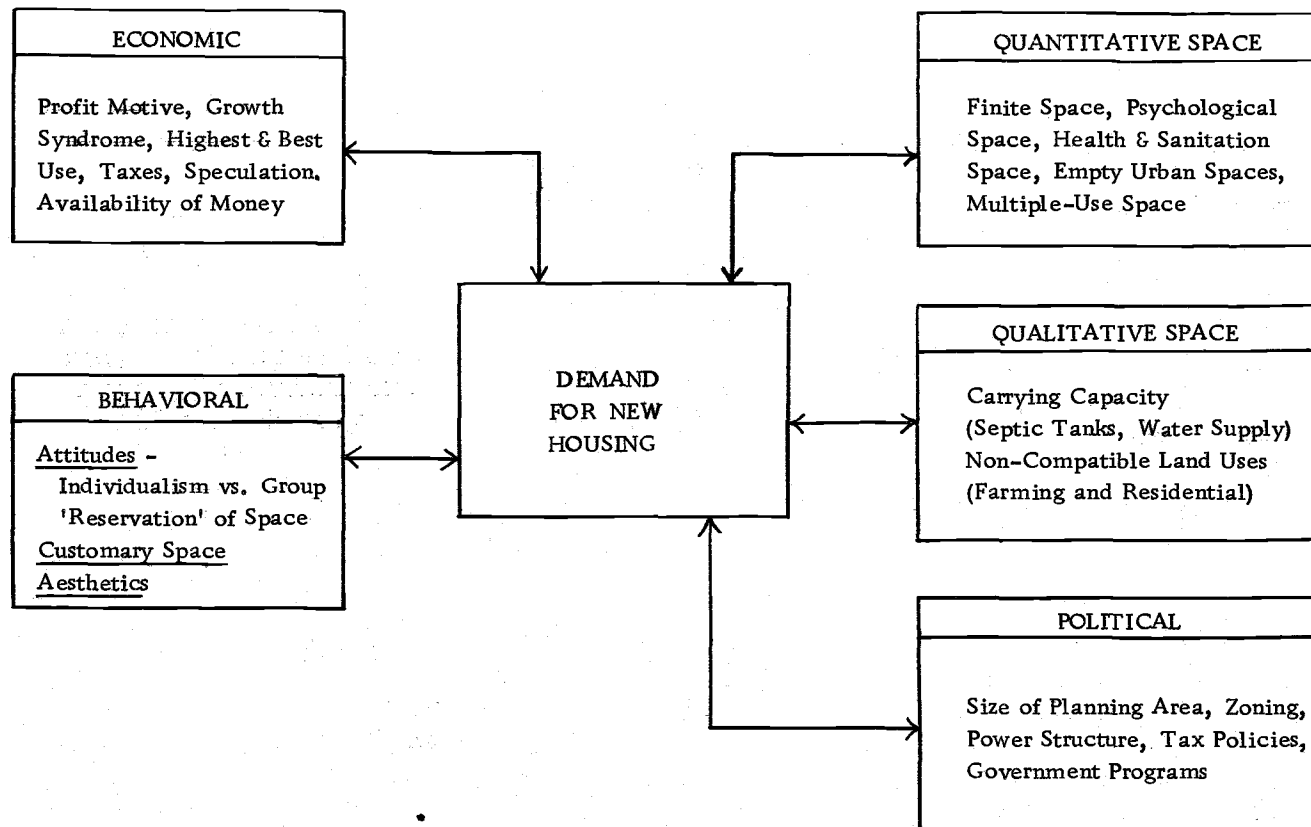 ECONOMIC
Profit Motive, Growth
Syndrome, Highest & Best
Use, Taxes, Speculation.
Availability of Money
BEHAVIORAL
Attitudes -
Individualism vs. Group
'Reservation' of Space
Customary Space
Aesthetics
DEMAND
FOR NEW
HOUSING
QUANTITATIVE SPACE
Finite Space, Psychological
Space, Health & Sanitation
Space, Empty Urban Spaces,
Multiple-Use Space
QUALITATIVE SPACE
Carrying Capacity
(Septic Tanks, Water Supply)
Non-Compatible Land Uses
(Farming and Residential)
POLITICAL
Size of Planning Area, Zoning,
Power Structure, Tax Policies,
Government Programs